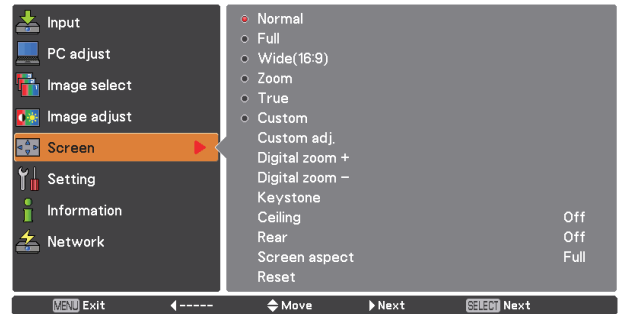 Input
PC adjust
Image select
Image adjust
Screen
Setting
Information
Network
Normal
Full
Wide(16:9)
Zoom
True
Custom
Custom adj.
Digital zoom +
Digital zoom –
Keystone
Ceiling Off
Rear Off
Screen aspect Full
Reset
MENU Exit ◀----- Move Next SELECT Next